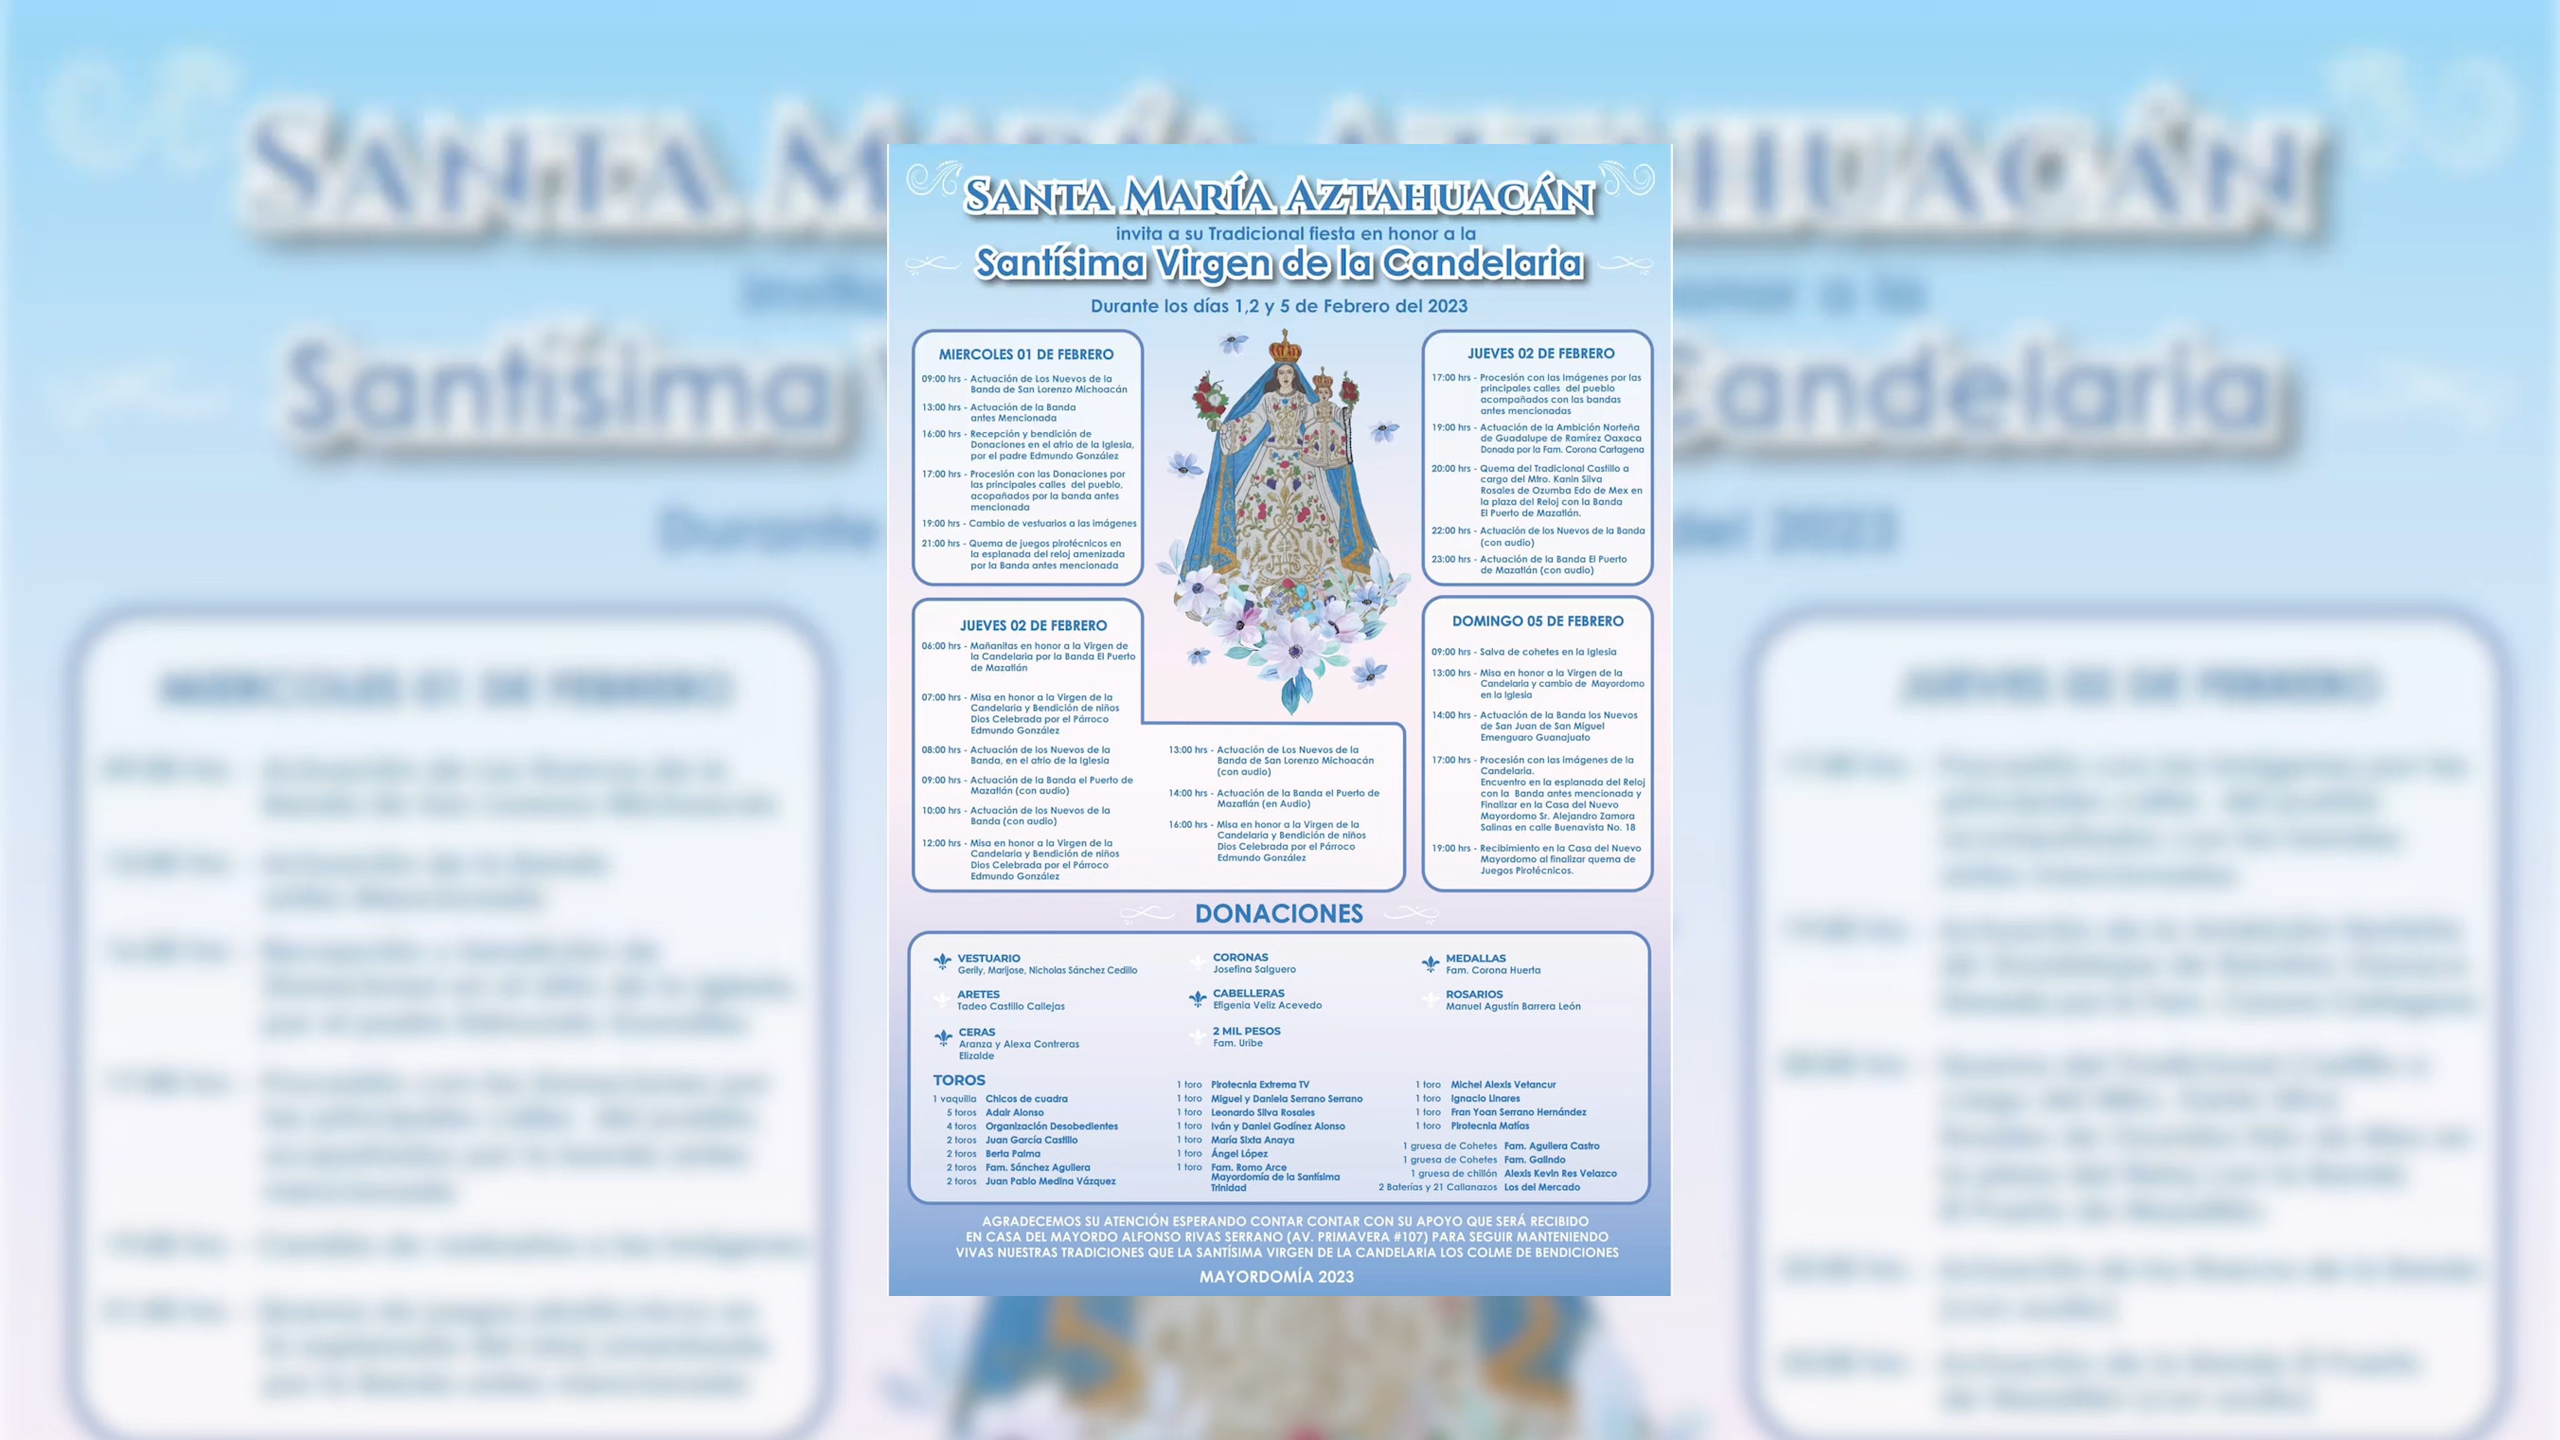 SANTA MARÍA AZTAHUACÁN
invita a su Tradicional fiesta en honor a la
Santísima Virgen de la Candelaria
Durante los días 1,2 y 5 de Febrero del 2023
MIERCOLES 01 DE FEBRERO
09:00 hrs - Actuación de Los Nuevos de la
Banda de San Lorenzo Michoacán
13:00 hrs - Actuación de la Banda
antes Mencionada
16:00 hrs - Recepción y bendición de
Donaciones en el atrio de la Iglesia,
por el padre Edmundo González
17:00 hrs - Procesión con las Donaciones por
las principales calles del pueblo,
acopañados por la banda antes
mencionada
19:00 hrs - Cambio de vestuarios a las imágenes
21:00 hrs - Quema de juegos pirotécnicos en
la esplanada del reloj amenizada
por la Banda antes mencionada
JUEVES 02 DE FEBRERO
06:00 hrs - Mañanitas en honor a la Virgen de
la Candelaria por la Banda El Puerto
de Mazatlán
07:00 hrs - Misa en honor a la Virgen de la
Candelaria y Bendición de niños
Dios Celebrada por el Párroco
Edmundo González
08:00 hrs - Actuación de los Nuevos de la
Banda, en el atrio de la Iglesia
09:00 hrs - Actuación de la Banda el Puerto de
Mazatlán (con audio)
10:00 hrs - Actuación de los Nuevos de la
Banda (con audio)
12:00 hrs - Misa en honor a la Virgen de la
Candelaria y Bendición de niños
Dios Celebrada por el Párroco
Edmundo González
13:00 hrs - Actuación de Los Nuevos de la
Banda de San Lorenzo Michoacán
(con audio)
14:00 hrs - Actuación de la Banda el Puerto de
Mazatlán (en Audio)
16:00 hrs - Misa en honor a la Virgen de la
Candelaria y Bendición de niños
Dios Celebrada por el Párroco
Edmundo González
JUEVES 02 DE FEBRERO
17:00 hrs - Procesión con las Imágenes por las
principales calles del pueblo
acompañados con las bandas
antes mencionadas
19:00 hrs - Actuación de la Ambición Norteña
de Guadalupe de Ramírez Oaxaca
Donada por la Fam. Corona Cartagena
20:00 hrs - Quema del Tradicional Castillo a
cargo del Mtro. Kanin Silva
Rosales de Ozumba Edo de Mex en
la plaza del Reloj con la Banda
El Puerto de Mazatlán.
22:00 hrs - Actuación de los Nuevos de la Banda
(con audio)
23:00 hrs - Actuación de la Banda El Puerto
de Mazatlán (con audio)
DOMINGO 05 DE FEBRERO
09:00 hrs - Salva de cohetes en la Iglesia
13:00 hrs - Misa en honor a la Virgen de la
Candelaria y cambio de Mayordomo
en la Iglesia
14:00 hrs - Actuación de la Banda los Nuevos
de San Juan de San Miguel
Emenguaro Guanajuato
17:00 hrs - Procesión con las imágenes de la
Candelaria.
Encuentro en la esplanada del Reloj
con la Banda antes mencionada y
Finalizar en la Casa del Nuevo
Mayordomo Sr. Alejandro Zamora
Salinas en calle Buenavista No. 18
19:00 hrs - Recibimiento en la Casa del Nuevo
Mayordomo al finalizar quema de
Juegos Pirotécnicos.
DONACIONES
VESTUARIO
Gerily, Marijose, Nicholas Sánchez Cedillo
ARETES
Tadeo Castillo Callejas
CERAS
Aranza y Alexa Contreras
Elizalde
CORONAS
Josefina Salguero
CABELLERAS
Efigenia Veliz Acevedo
2 MIL PESOS
Fam. Uribe
MEDALLAS
Fam. Corona Huerta
ROSARIOS
Manuel Agustín Barrera León
TOROS
1 vaquilla Chicos de cuadra
5 toros Adair Alonso
4 toros Organización Desobedientes
2 toros Juan García Castillo
2 toros Berta Palma
2 toros Fam. Sánchez Aguilera
2 toros Juan Pablo Medina Vázquez
1 toro Pirotecnia Extrema TV
1 toro Miguel y Daniela Serrano Serrano
1 toro Leonardo Silva Rosales
1 toro Iván y Daniel Godínez Alonso
1 toro María Sixta Anaya
1 toro Ángel López
1 toro Fam. Romo Arce
Mayordomía de la Santísima
Trinidad
1 toro Michel Alexis Vetancur
1 toro Ignacio Linares
1 toro Fran Yoan Serrano Hernández
1 toro Pirotecnia Matías
1 gruesa de Cohetes Fam. Aguilera Castro
1 gruesa de Cohetes Fam. Galindo
1 gruesa de chillón Alexis Kevin Res Velazco
2 Baterías y 21 Callanazos Los del Mercado
AGRADECEMOS SU ATENCIÓN ESPERANDO CONTAR CONTAR CON SU APOYO QUE SERÁ RECIBIDO
EN CASA DEL MAYORDO ALFONSO RIVAS SERRANO (AV. PRIMAVERA #107) PARA SEGUIR MANTENIENDO
VIVAS NUESTRAS TRADICIONES QUE LA SANTÍSIMA VIRGEN DE LA CANDELARIA LOS COLME DE BENDICIONES
MAYORDOMÍA 2023